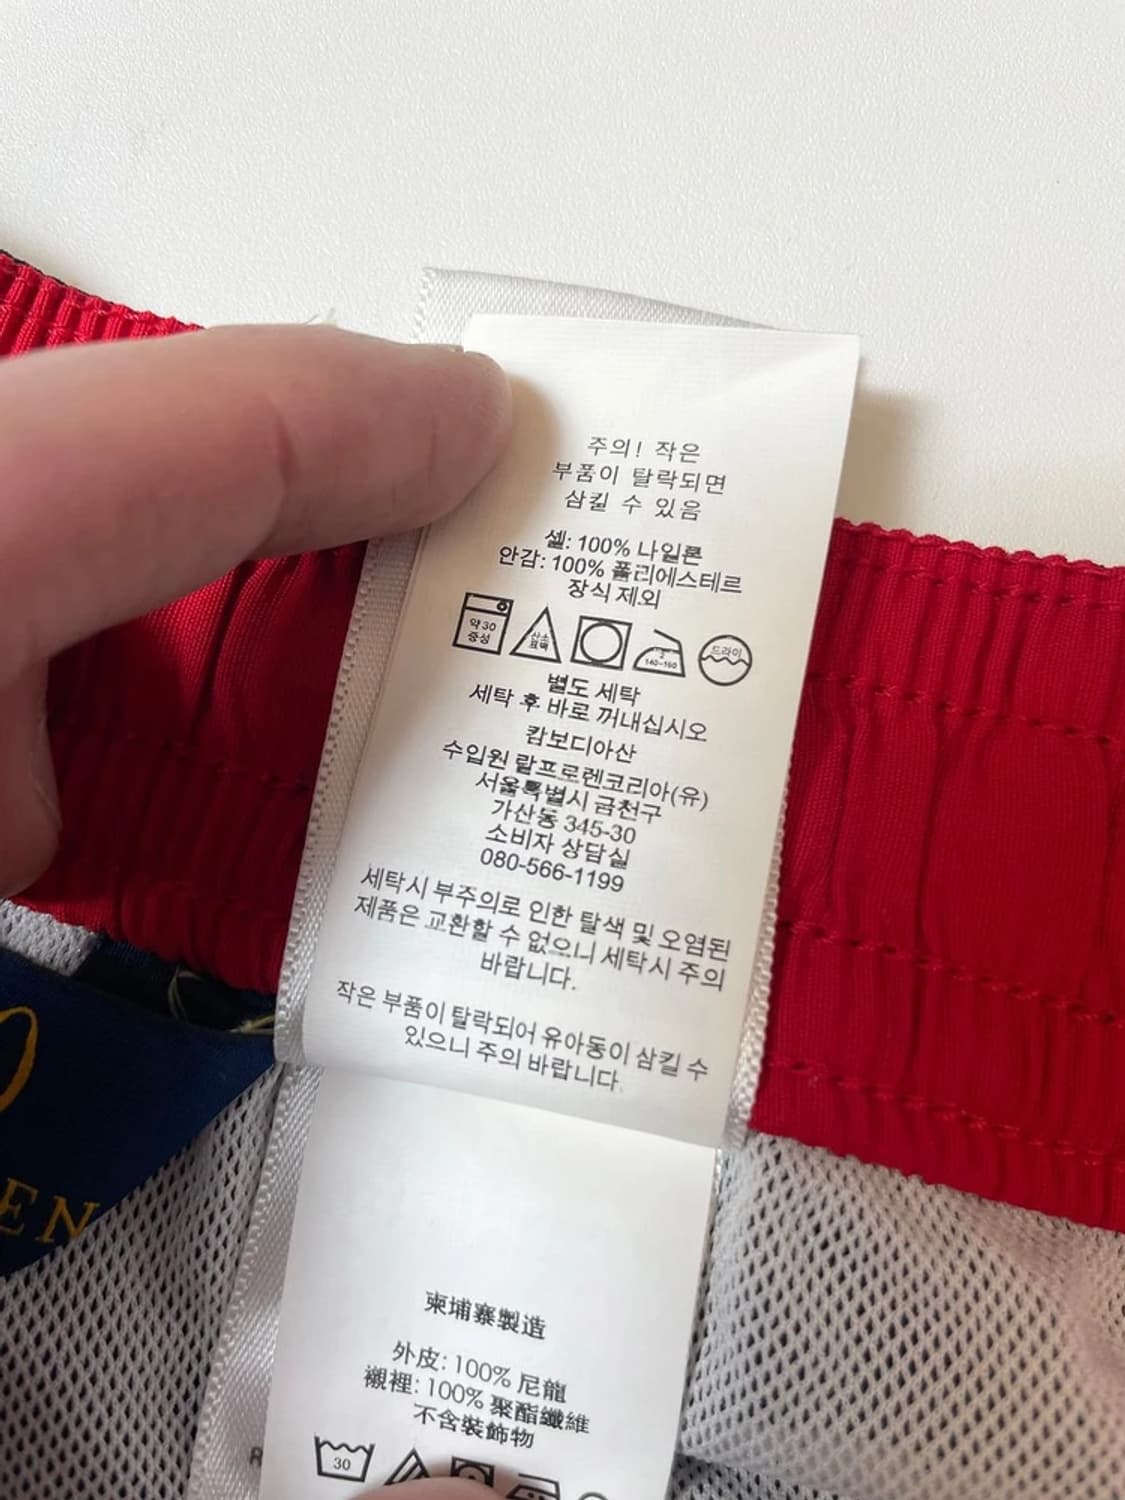 주의! 작은
부품이 탈락되면
삼킬 수 있음
셸: 100% 나일론
안감: 100% 폴리에스테르
장식 제외
약 30
중성
산소
표백
2
140~160
드라이
별도 세탁
세탁 후 바로 꺼내십시오
캄보디아산
수입원 랄프로렌코리아(유)
서울특별시 금천구
가산동 345-30
소비자 상담실
080-566-1199
세탁시 부주의로 인한 탈색 및 오염된
제품은 교환할 수 없으니 세탁시 주의
바랍니다.
작은 부품이 탈락되어 유아동이 삼킬 수
있으니 주의 바랍니다.
EN
柬埔寨製造
外皮: 100% 尼龍
襯裡: 100% 聚酯纖維
不含裝飾物
30
R